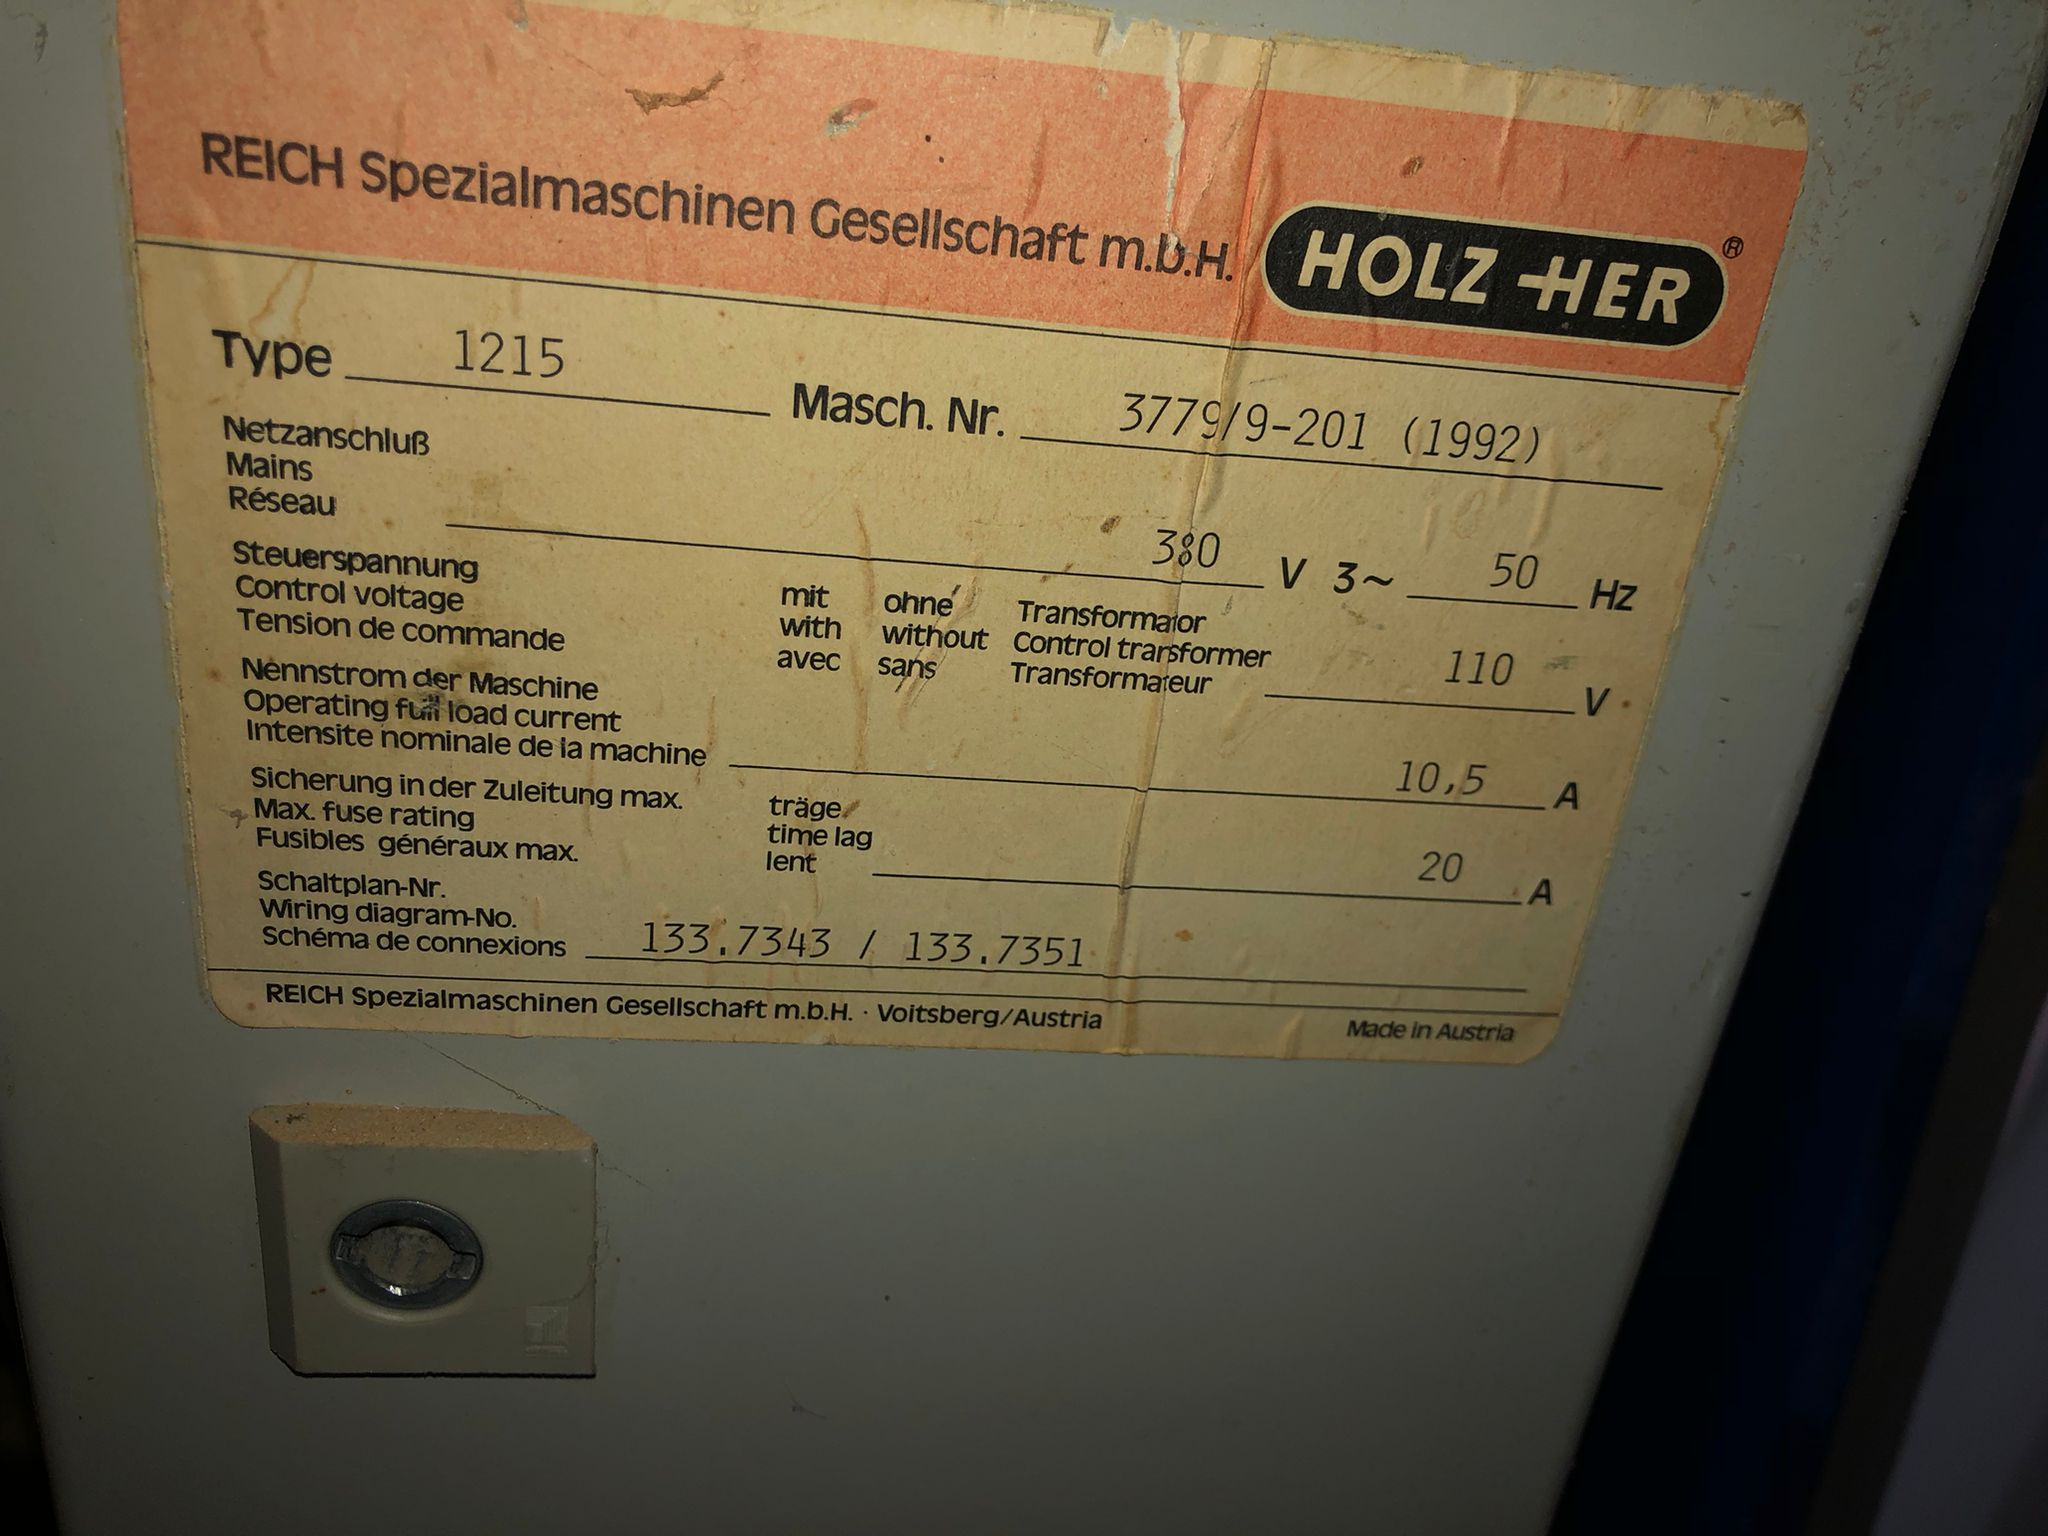 REICH Spezialmaschinen Gesellschaft m.b.H. HOLZ-HER ®
Type 1215 Masch. Nr. 3779/9-201 (1992)
Netzanschluß
Mains
Réseau 380 V 3~ 50 Hz
Steuerspannung mit ohne Transformator
Control voltage with without Control transformer
Tension de commande avec sans Transformateur 110 V
Nennstrom der Maschine
Operating full load current
Intensite nominale de la machine 10,5 A
Sicherung in der Zuleitung max. träge
Max. fuse rating time lag
Fusibles généraux max. lent 20 A
Schaltplan-Nr.
Wiring diagram-No.
Schéma de connexions 133.7343 / 133.7351
REICH Spezialmaschinen Gesellschaft m.b.H. · Voitsberg/Austria Made in Austria